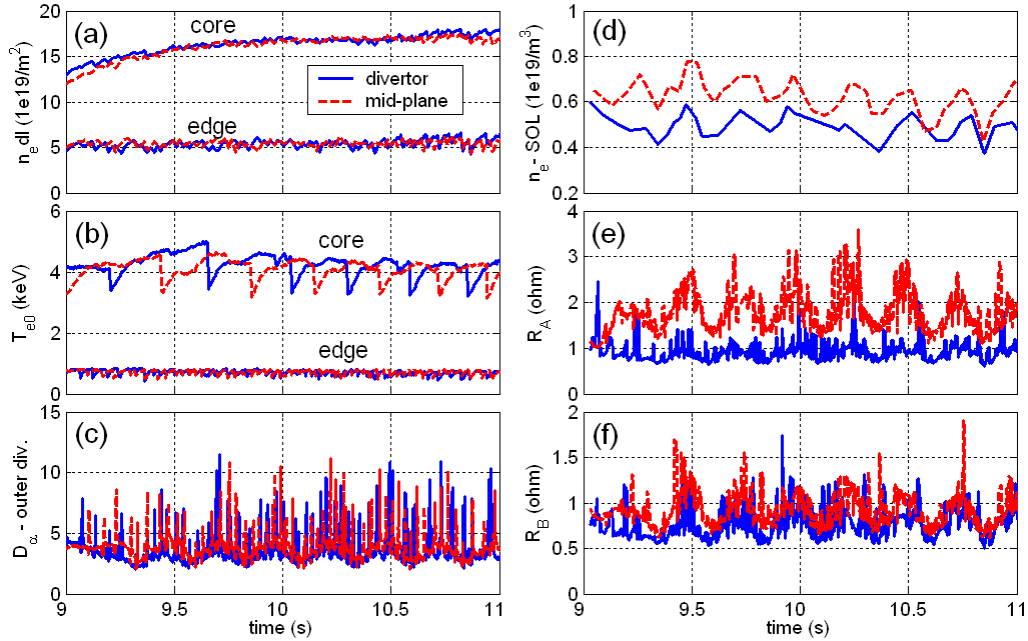 (a)
core
divertor
mid-plane
edge
n_e dl (1e19/m²)
20
15
10
5
0
(b)
core
edge
T_e0 (keV)
6
4
2
0
(c)
D_α - outer div.
15
10
5
0
9 9.5 10 10.5 11
time (s)
(d)
n_e - SOL (1e19/m³)
1
0.8
0.6
0.4
0.2
(e)
R_A (ohm)
4
3
2
1
0
(f)
R_B (ohm)
2
1.5
1
0.5
0
9 9.5 10 10.5 11
time (s)